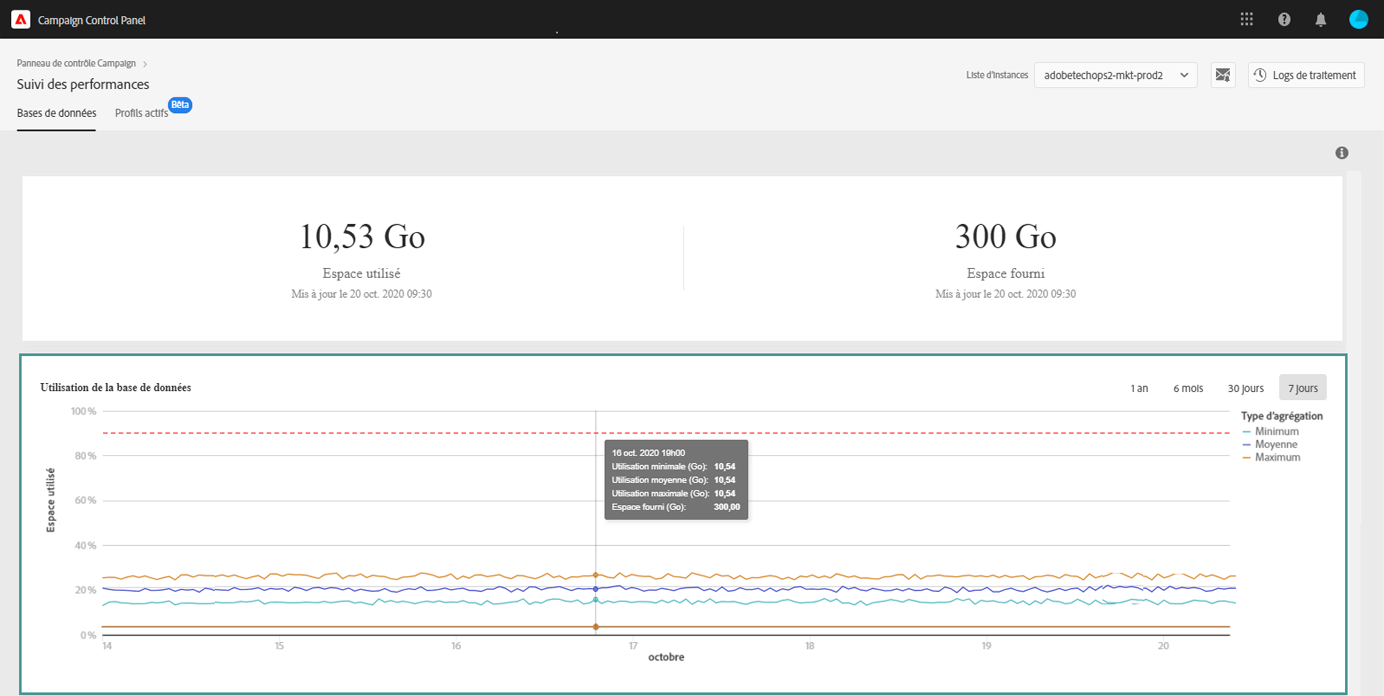 Campaign Control Panel
Panneau de contrôle Campaign
Suivi des performances
Liste d'instances
adobetechops2-mkt-prod2
Logs de traitement
Bases de données
Profils actifs
Bêta
10,53 Go
Espace utilisé
Mis à jour le 20 oct. 2020 09:30
300 Go
Espace fourni
Mis à jour le 20 oct. 2020 09:30
Utilisation de la base de données
1 an
6 mois
30 jours
7 jours
Type d'agrégation
Minimum
Moyenne
Maximum
Espace utilisé
100 %
80 %
60 %
40 %
20 %
0 %
16 oct. 2020 19h00
Utilisation minimale (Go): 10,54
Utilisation moyenne (Go): 10,54
Utilisation maximale (Go): 10,54
Espace fourni (Go): 300,00
14 15 16 17 18 19 20
octobre